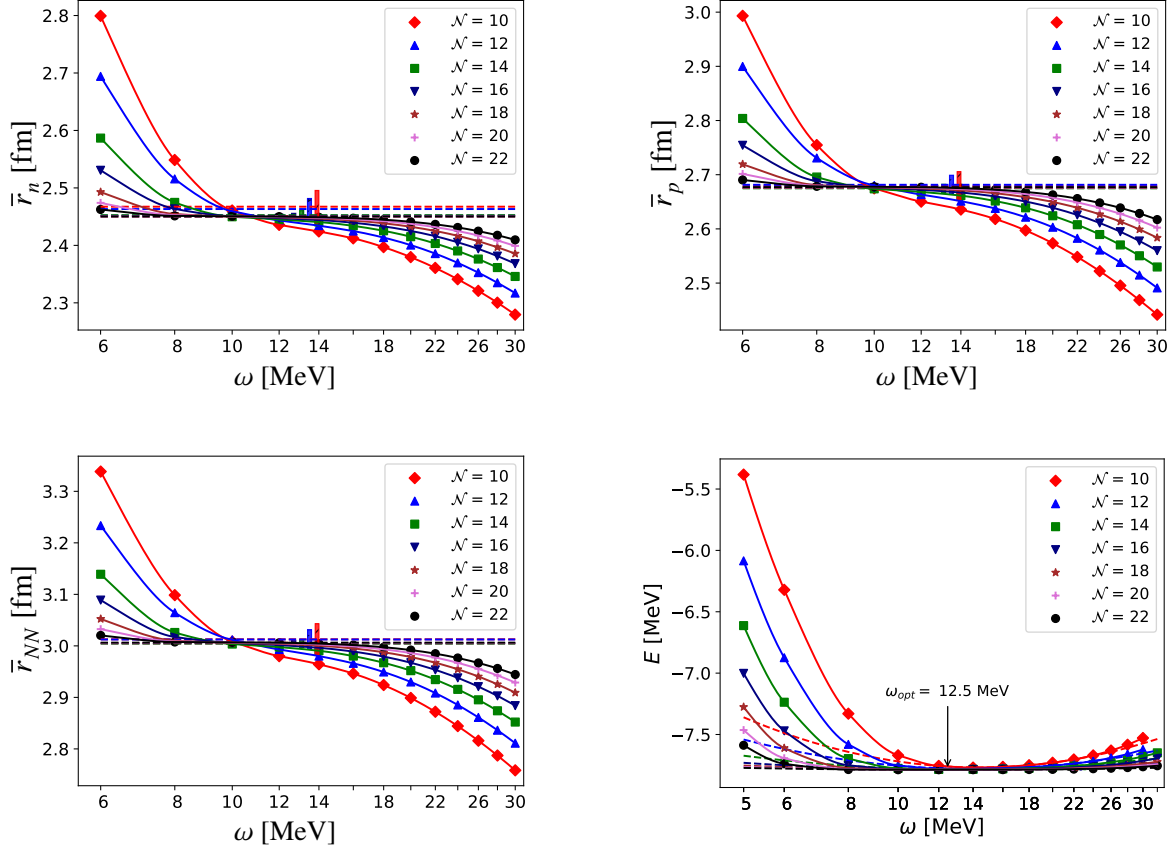 2.8
2.7
2.6
2.5
2.4
2.3
r̅n [fm]
6 8 10 14 18 22 26 30
ω [MeV]
𝒩 = 10
𝒩 = 12
𝒩 = 14
𝒩 = 16
𝒩 = 18
𝒩 = 20
𝒩 = 22
3.0
2.9
2.8
2.7
2.6
2.5
r̅p [fm]
6 8 10 14 18 22 26 30
ω [MeV]
𝒩 = 10
𝒩 = 12
𝒩 = 14
𝒩 = 16
𝒩 = 18
𝒩 = 20
𝒩 = 22
3.3
3.2
3.1
3.0
2.9
2.8
r̅NN [fm]
6 8 10 14 18 22 26 30
ω [MeV]
𝒩 = 10
𝒩 = 12
𝒩 = 14
𝒩 = 16
𝒩 = 18
𝒩 = 20
𝒩 = 22
−5.5
−6.0
−6.5
−7.0
−7.5
E [MeV]
ωopt = 12.5 MeV
5 6 8 10 12 14 18 22 26 30
ω [MeV]
𝒩 = 10
𝒩 = 12
𝒩 = 14
𝒩 = 16
𝒩 = 18
𝒩 = 20
𝒩 = 22